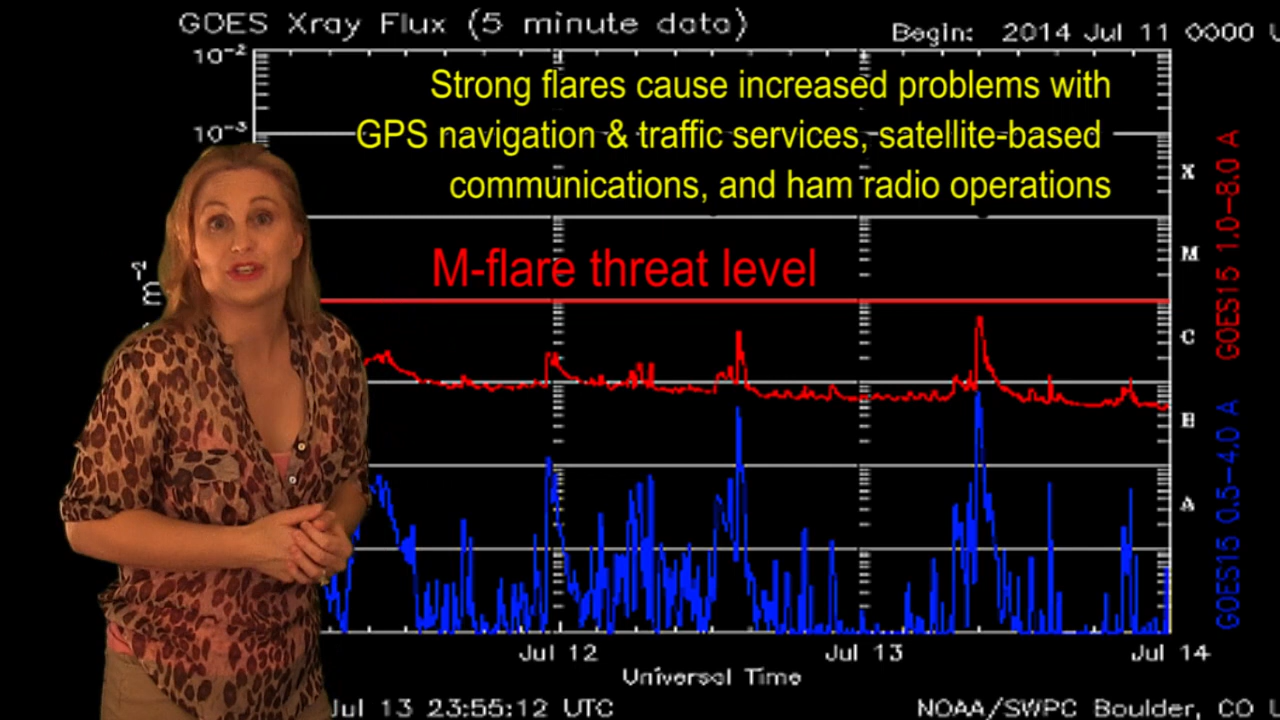 GOES Xray Flux (5 minute data)
Begin: 2014 Jul 11 0000 U
10-2
Strong flares cause increased problems with
10-3
GPS navigation & traffic services, satellite-based
communications, and ham radio operations
X
M-flare threat level
M
C
B
A
GOES15 1.0-8.0 A
GOES15 0.5-4.0 A
Jul 12
Jul 13
Jul 14
Universal Time
Jul 13 23:55:12 UTC
NOAA/SWPC Boulder, CO U